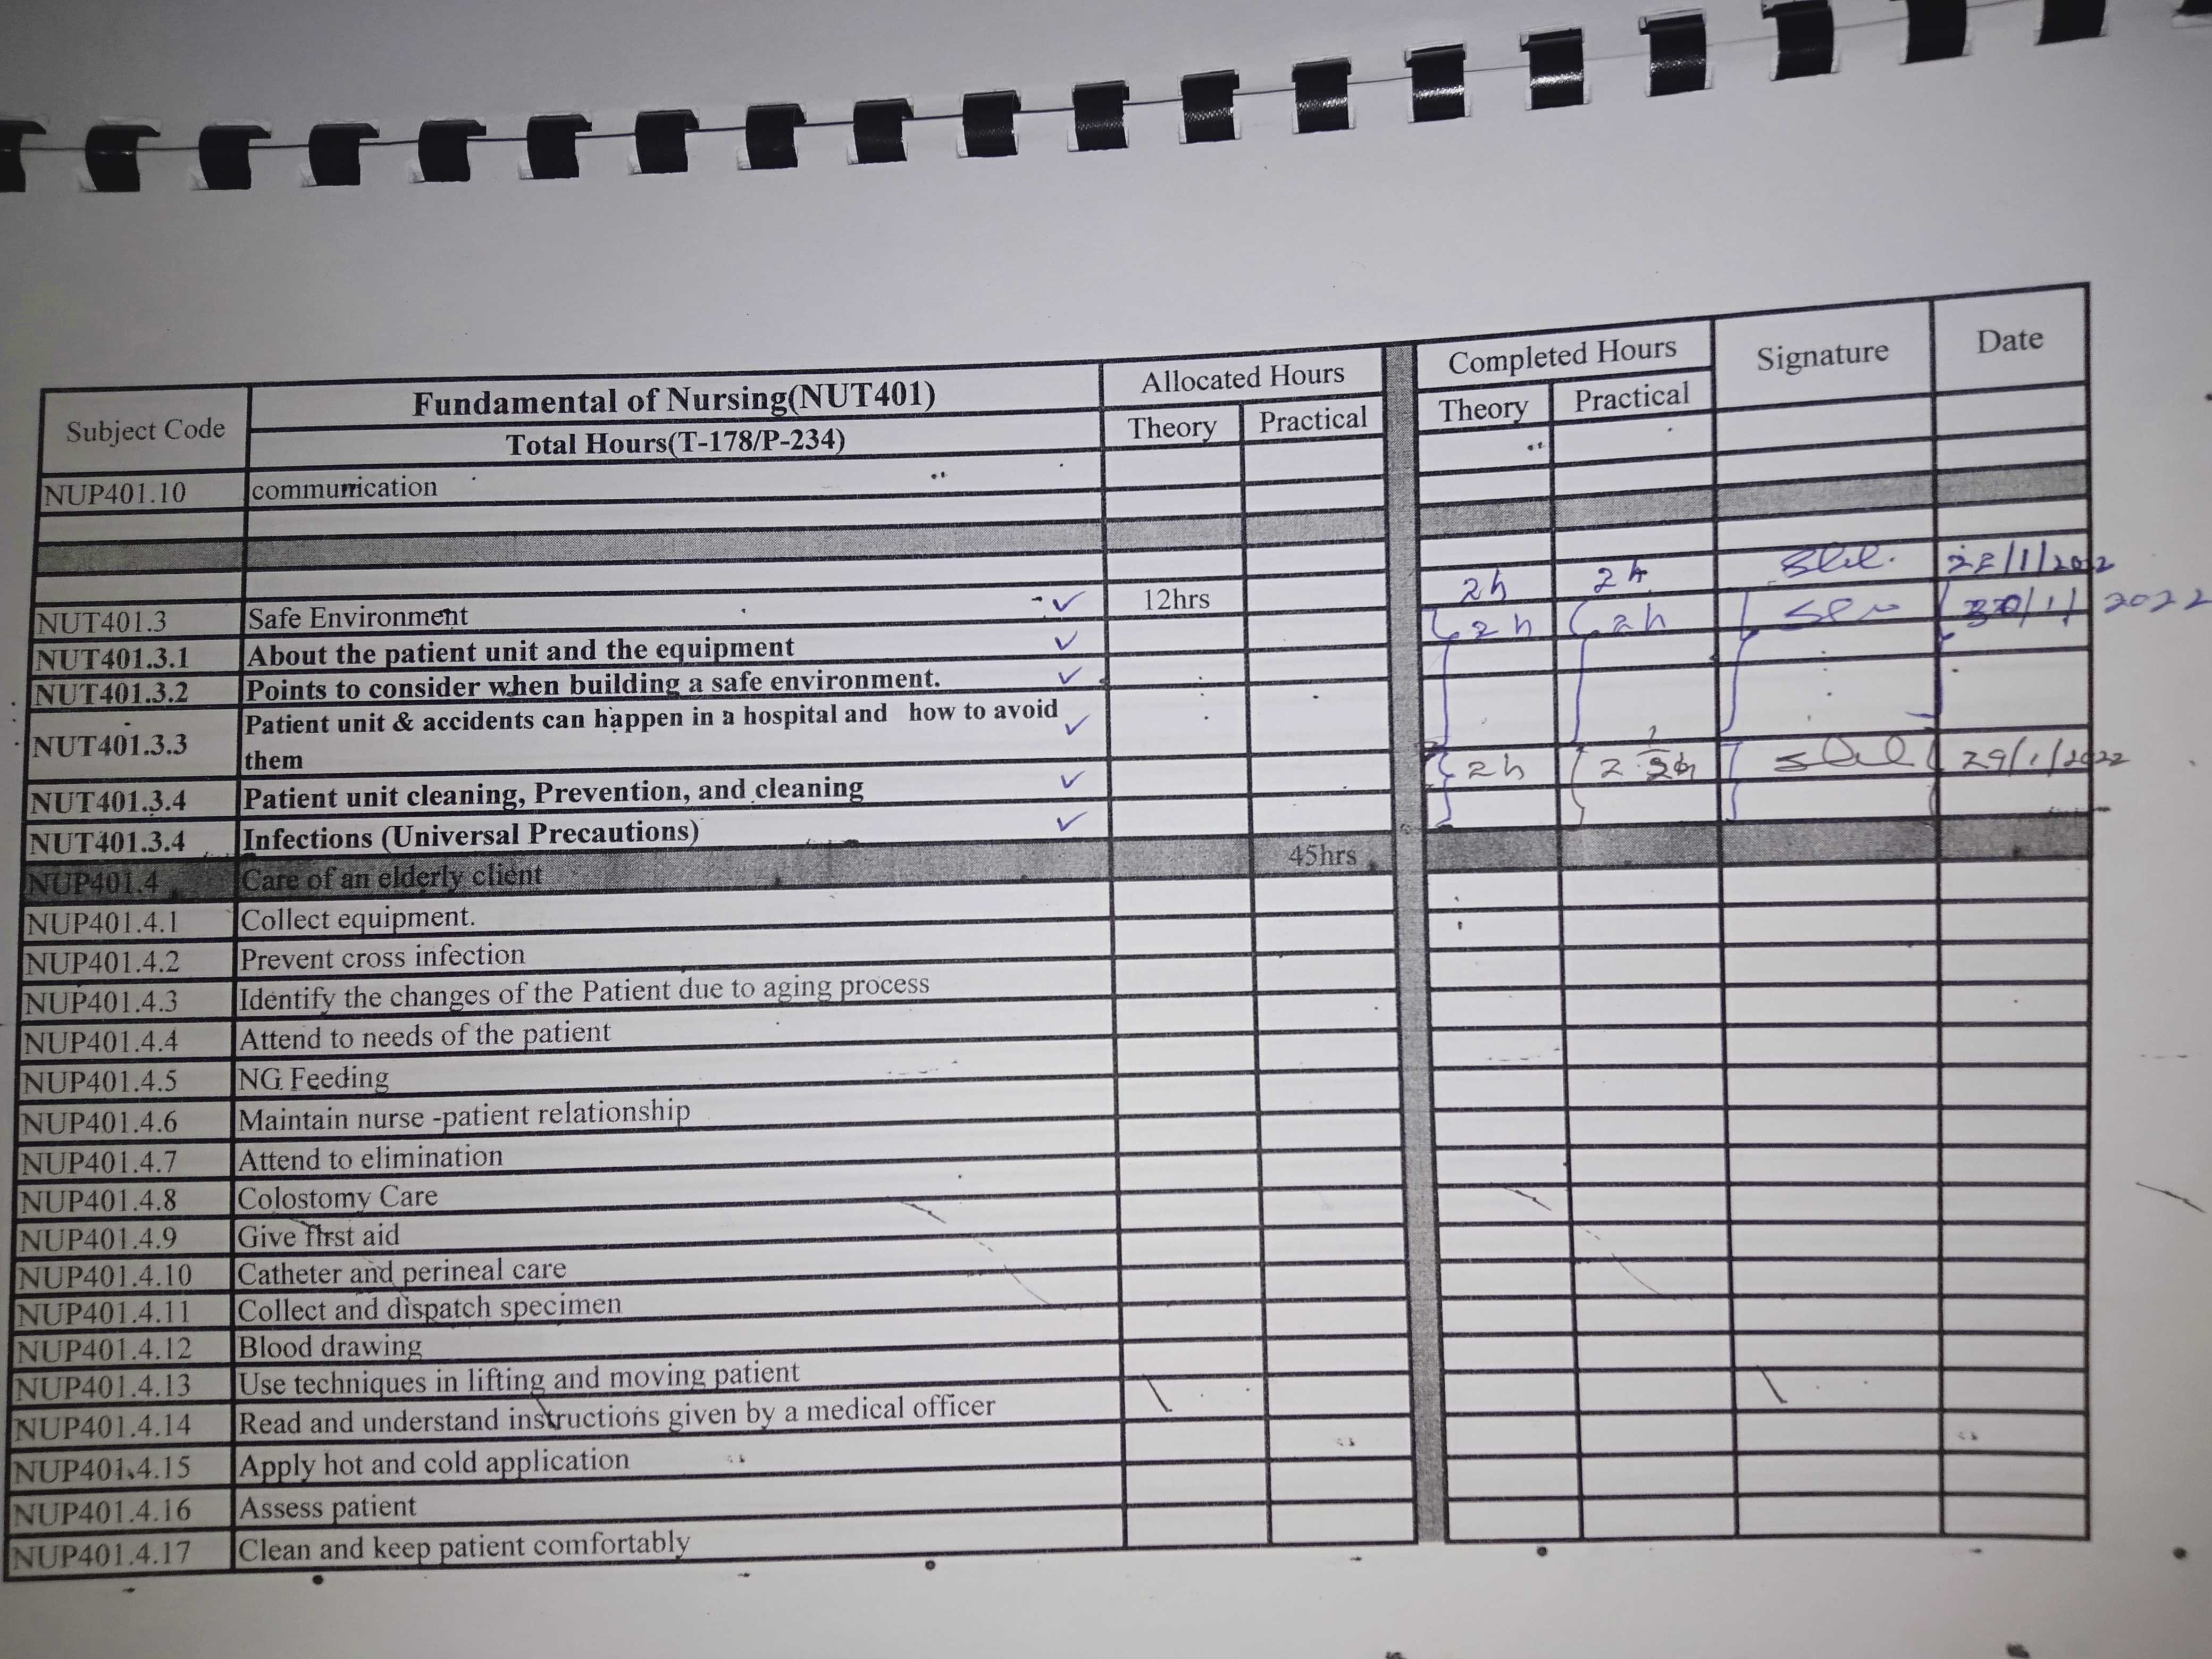 Subject Code Fundamental of Nursing(NUT401) Allocated Hours Completed Hours Signature Date
Total Hours(T-178/P-234) Theory Practical Theory Practical
NUP401.10 communication
NUT401.3 Safe Environment ✓ 12hrs 2h 2h /1/2022
NUT401.3.1 About the patient unit and the equipment ✓ 2h 2h /1/2022
NUT401.3.2 Points to consider when building a safe environment. ✓
NUT401.3.3 Patient unit & accidents can happen in a hospital and how to avoid ✓
them
NUT401.3.4 Patient unit cleaning, Prevention, and cleaning ✓ 2h 29/1/2022
NUT401.3.4 Infections (Universal Precautions) ✓
NUP401.4 Care of an elderly client 45hrs
NUP401.4.1 Collect equipment.
NUP401.4.2 Prevent cross infection
NUP401.4.3 Identify the changes of the Patient due to aging process
NUP401.4.4 Attend to needs of the patient
NUP401.4.5 NG Feeding
NUP401.4.6 Maintain nurse -patient relationship
NUP401.4.7 Attend to elimination
NUP401.4.8 Colostomy Care
NUP401.4.9 Give first aid
NUP401.4.10 Catheter and perineal care
NUP401.4.11 Collect and dispatch specimen
NUP401.4.12 Blood drawing
NUP401.4.13 Use techniques in lifting and moving patient
NUP401.4.14 Read and understand instructions given by a medical officer
NUP401.4.15 Apply hot and cold application
NUP401.4.16 Assess patient
NUP401.4.17 Clean and keep patient comfortably